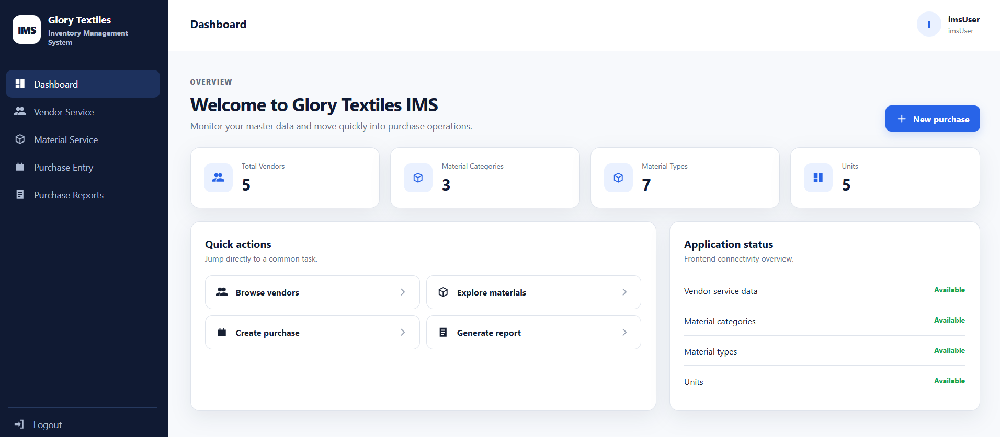 IMS
Glory Textiles
Inventory Management
System
Dashboard
Vendor Service
Material Service
Purchase Entry
Purchase Reports
Logout
Dashboard
I
imsUser
imsUser
OVERVIEW
Welcome to Glory Textiles IMS
Monitor your master data and move quickly into purchase operations.
New purchase
Total Vendors
5
Material Categories
3
Material Types
7
Units
5
Quick actions
Jump directly to a common task.
Browse vendors
Explore materials
Create purchase
Generate report
Application status
Frontend connectivity overview.
Vendor service data Available
Material categories Available
Material types Available
Units Available